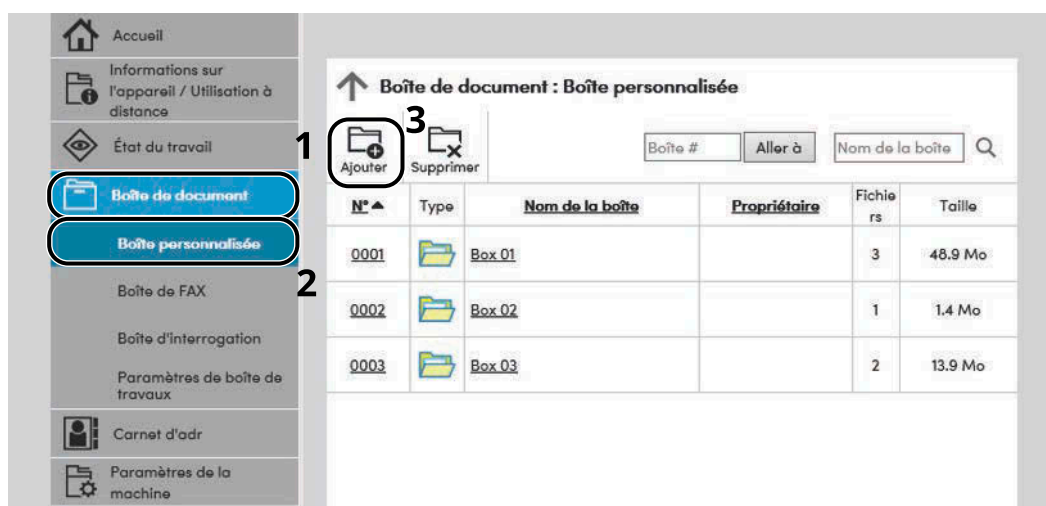 Accueil
Informations sur
l'appareil / Utilisation à
distance
État du travail
1
Boîte de document
Boîte personnalisée
2
Boîte de FAX
Boîte d'interrogation
Paramètres de boîte de
travaux
Carnet d'adr
Paramètres de la
machine
Boîte de document : Boîte personnalisée
3
Ajouter Supprimer Boîte # Aller à Nom de la boîte
N° Type Nom de la boîte Propriétaire Fichie
rs Taille
0001 Box 01 3 48.9 Mo
0002 Box 02 1 1.4 Mo
0003 Box 03 2 13.9 Mo